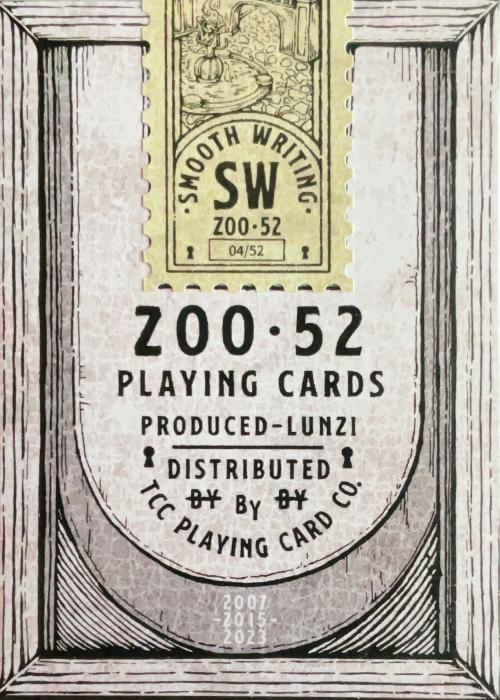 ·SMOOTH WRITING·
SW
ZOO·52
04/52
ZOO·52
PLAYING CARDS
PRODUCED-LUNZI
DISTRIBUTED
BY By BY
TCC PLAYING CARD CO.
2007
-2015-
2023